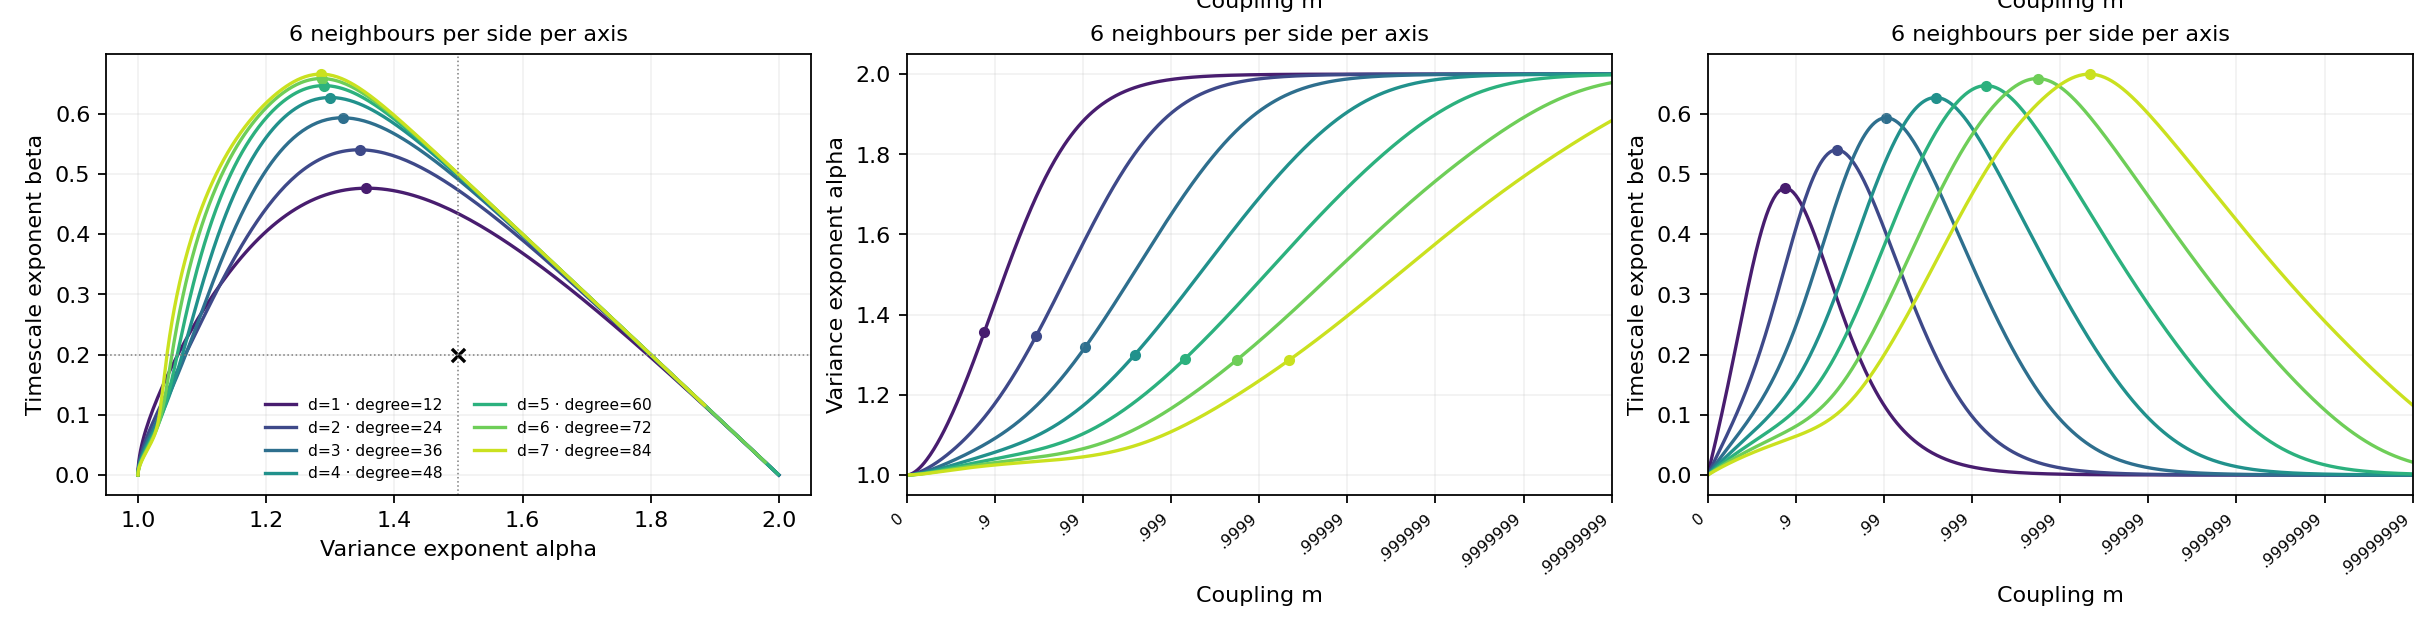 Coupling m
Coupling m
6 neighbours per side per axis
6 neighbours per side per axis
6 neighbours per side per axis
Timescale exponent beta
0.6
0.5
0.4
0.3
0.2
0.1
0.0
d=1 · degree=12
d=2 · degree=24
d=3 · degree=36
d=4 · degree=48
d=5 · degree=60
d=6 · degree=72
d=7 · degree=84
1.0 1.2 1.4 1.6 1.8 2.0
Variance exponent alpha
Variance exponent alpha
2.0
1.8
1.6
1.4
1.2
1.0
0 .9 .99 .999 .9999 .99999 .999999 .9999999 .99999999
Coupling m
Timescale exponent beta
0.6
0.5
0.4
0.3
0.2
0.1
0.0
0 .9 .99 .999 .9999 .99999 .999999 .9999999 .99999999
Coupling m